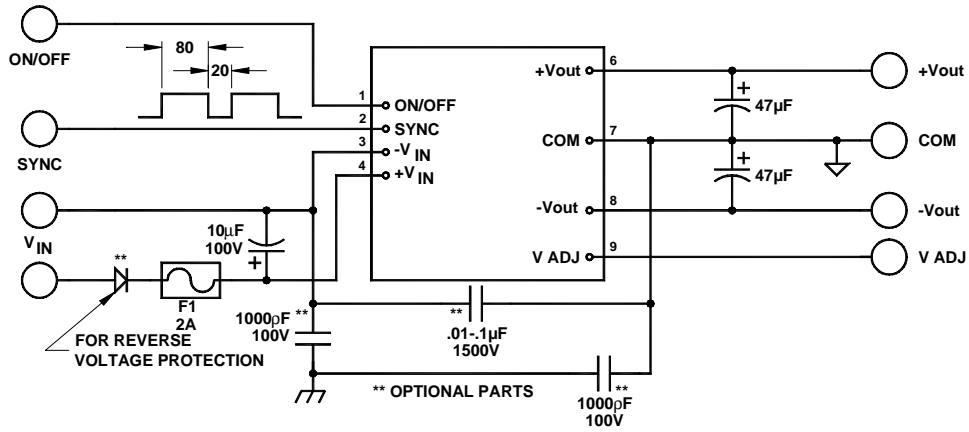 ON/OFF
80
20
SYNC
1
ON/OFF
2
SYNC
3
-V IN
4
+V IN
+Vout
6
COM
7
-Vout
8
V ADJ
9
+
47µF
+
47µF
+Vout
COM
-Vout
V ADJ
V IN
10µF
100V
+
**
F1
2A
FOR REVERSE
VOLTAGE PROTECTION
1000ρF **
100V
**
.01-.1µF
1500V
** OPTIONAL PARTS
**
1000ρF
100V